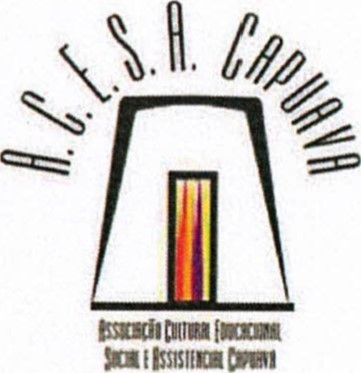 A.C.E.S.A. CAPUAVA
ASSOCIAÇÃO CULTURAL EDUCACIONAL
SOCIAL E ASSISTENCIAL CAPUAVA